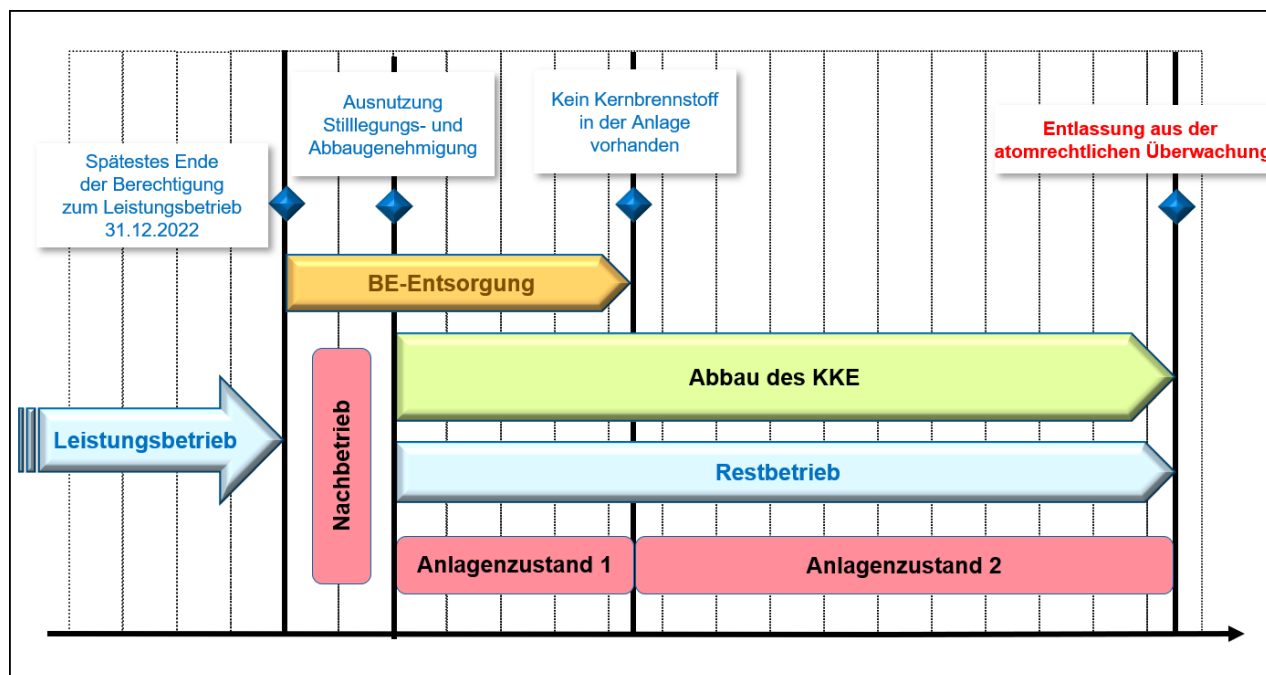 Spätestes Ende
der Berechtigung
zum Leistungsbetrieb
31.12.2022
Ausnutzung
Stilllegungs- und
Abbaugenehmigung
Kein Kernbrennstoff
in der Anlage
vorhanden
Entlassung aus der
atomrechtlichen Überwachung
BE-Entsorgung
Abbau des KKE
Leistungsbetrieb
Nachbetrieb
Restbetrieb
Anlagenzustand 1
Anlagenzustand 2